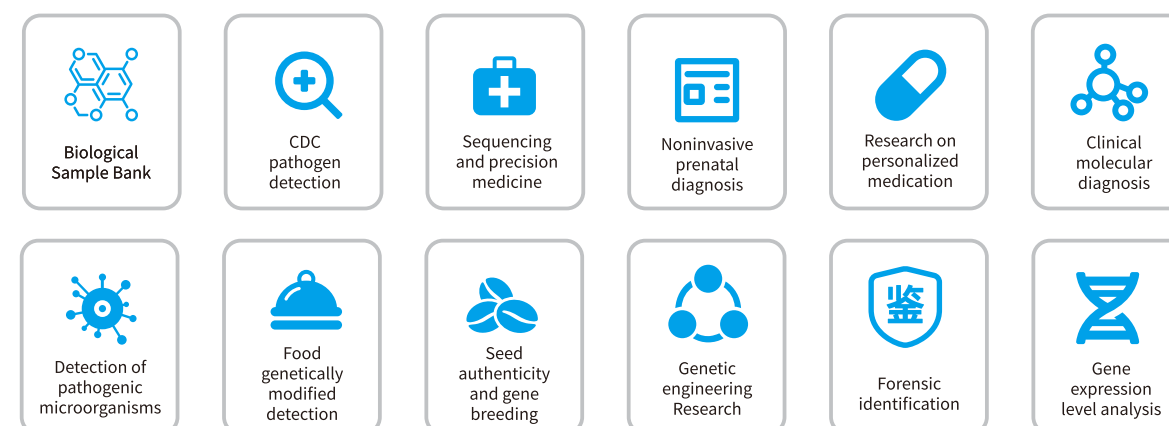 Biological
Sample Bank
CDC
pathogen
detection
Sequencing
and precision
medicine
Noninvasive
prenatal
diagnosis
Research on
personalized
medication
Clinical
molecular
diagnosis
Detection of
pathogenic
microorganisms
Food
genetically
modified
detection
Seed
authenticity
and gene
breeding
Genetic
engineering
Research
鉴
Forensic
identification
Gene
expression
level analysis